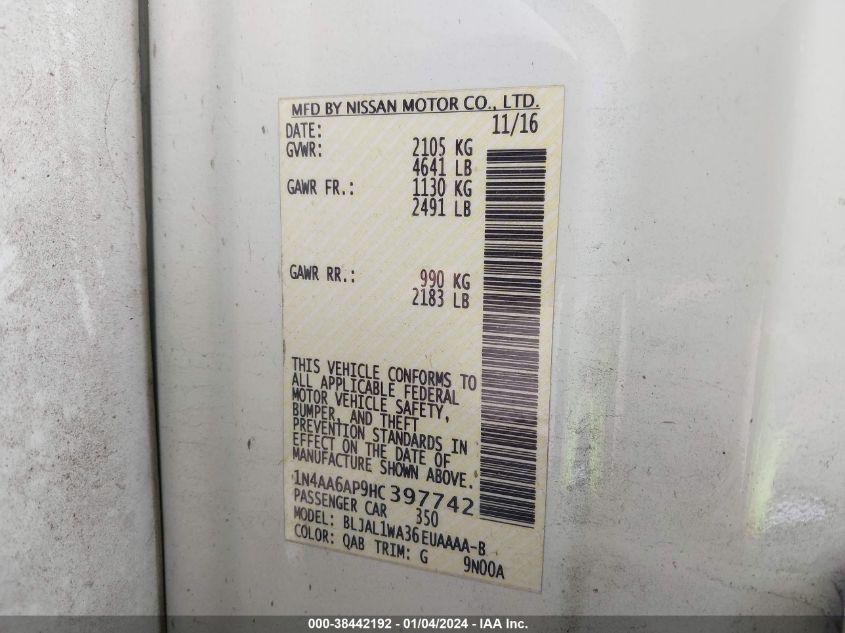 MFD BY NISSAN MOTOR CO., LTD.
DATE: 11/16
GVWR: 2105 KG
4641 LB
GAWR FR.: 1130 KG
2491 LB
GAWR RR.: 990 KG
2183 LB
THIS VEHICLE CONFORMS TO
ALL APPLICABLE FEDERAL
MOTOR VEHICLE SAFETY,
BUMPER, AND THEFT
PREVENTION STANDARDS IN
EFFECT ON THE DATE OF
MANUFACTURE SHOWN ABOVE.
1N4AA6AP9HC397742
PASSENGER CAR 350
MODEL: BLJAL1WA36EUAAAA-B
COLOR: QAB TRIM: G 9N00A
000-38442192 - 01/04/2024 - IAA Inc.